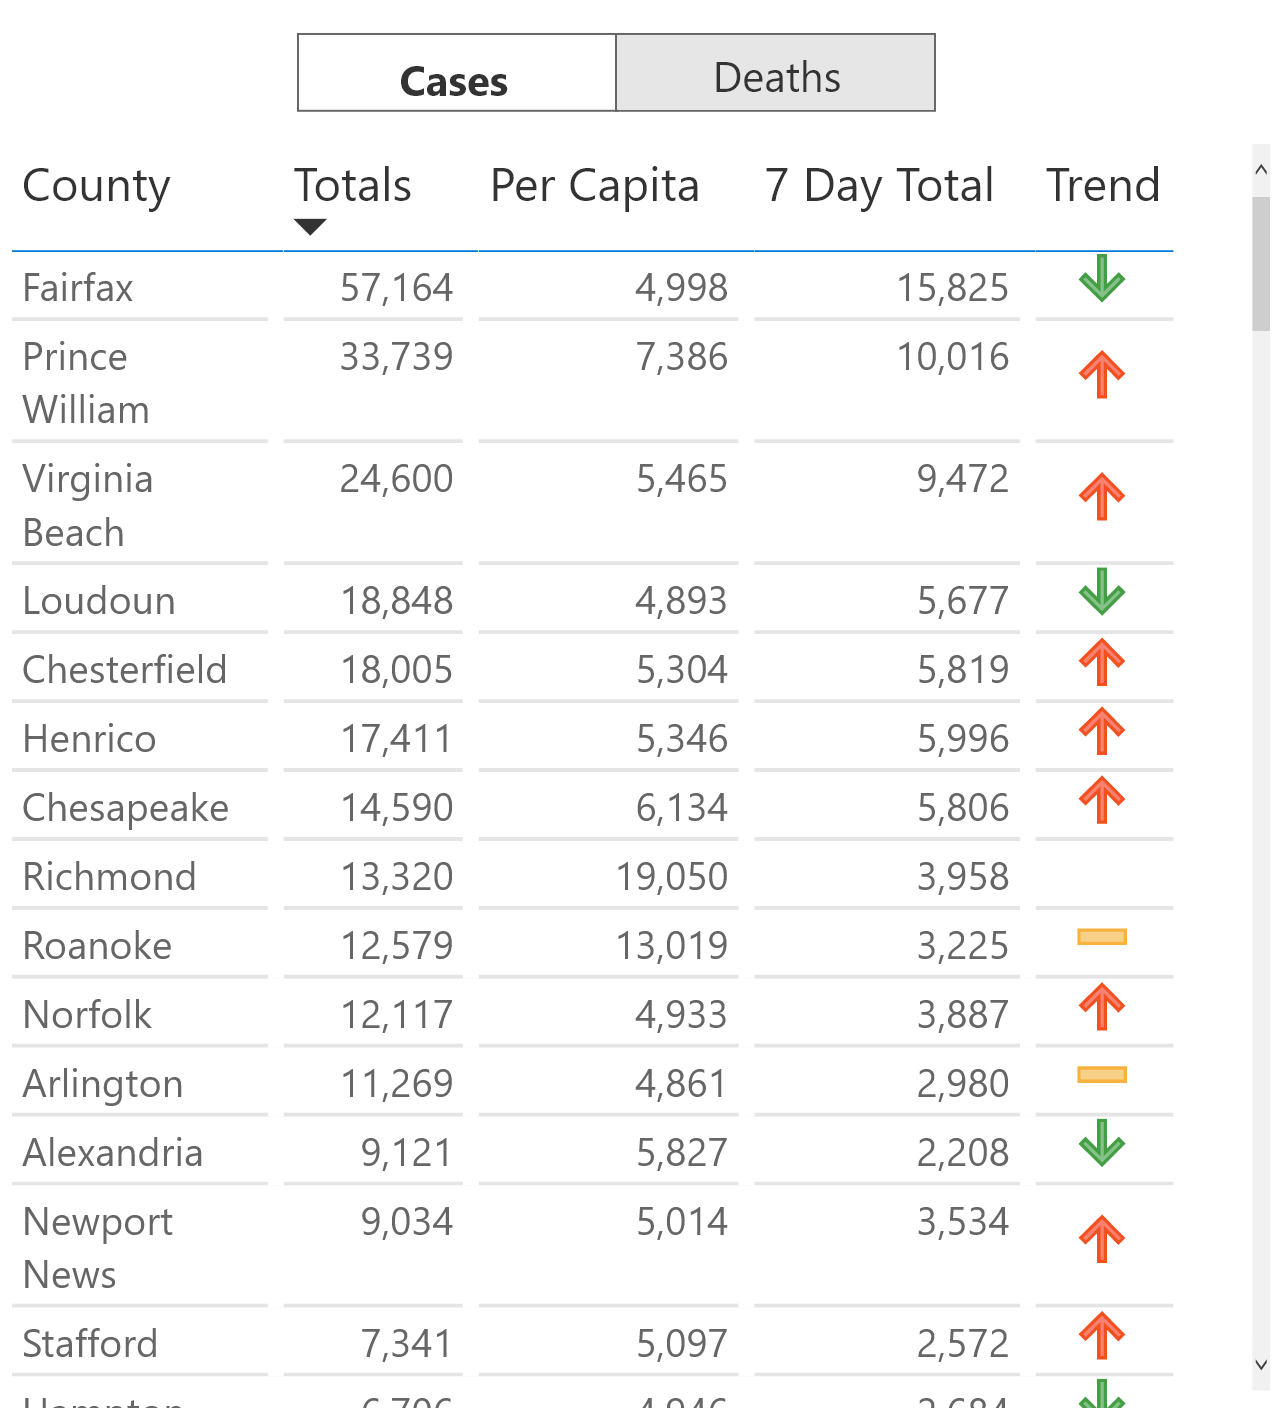 Cases Deaths
County Totals Per Capita 7 Day Total Trend
Fairfax 57,164 4,998 15,825
Prince William 33,739 7,386 10,016
Virginia Beach 24,600 5,465 9,472
Loudoun 18,848 4,893 5,677
Chesterfield 18,005 5,304 5,819
Henrico 17,411 5,346 5,996
Chesapeake 14,590 6,134 5,806
Richmond 13,320 19,050 3,958
Roanoke 12,579 13,019 3,225
Norfolk 12,117 4,933 3,887
Arlington 11,269 4,861 2,980
Alexandria 9,121 5,827 2,208
Newport News 9,034 5,014 3,534
Stafford 7,341 5,097 2,572